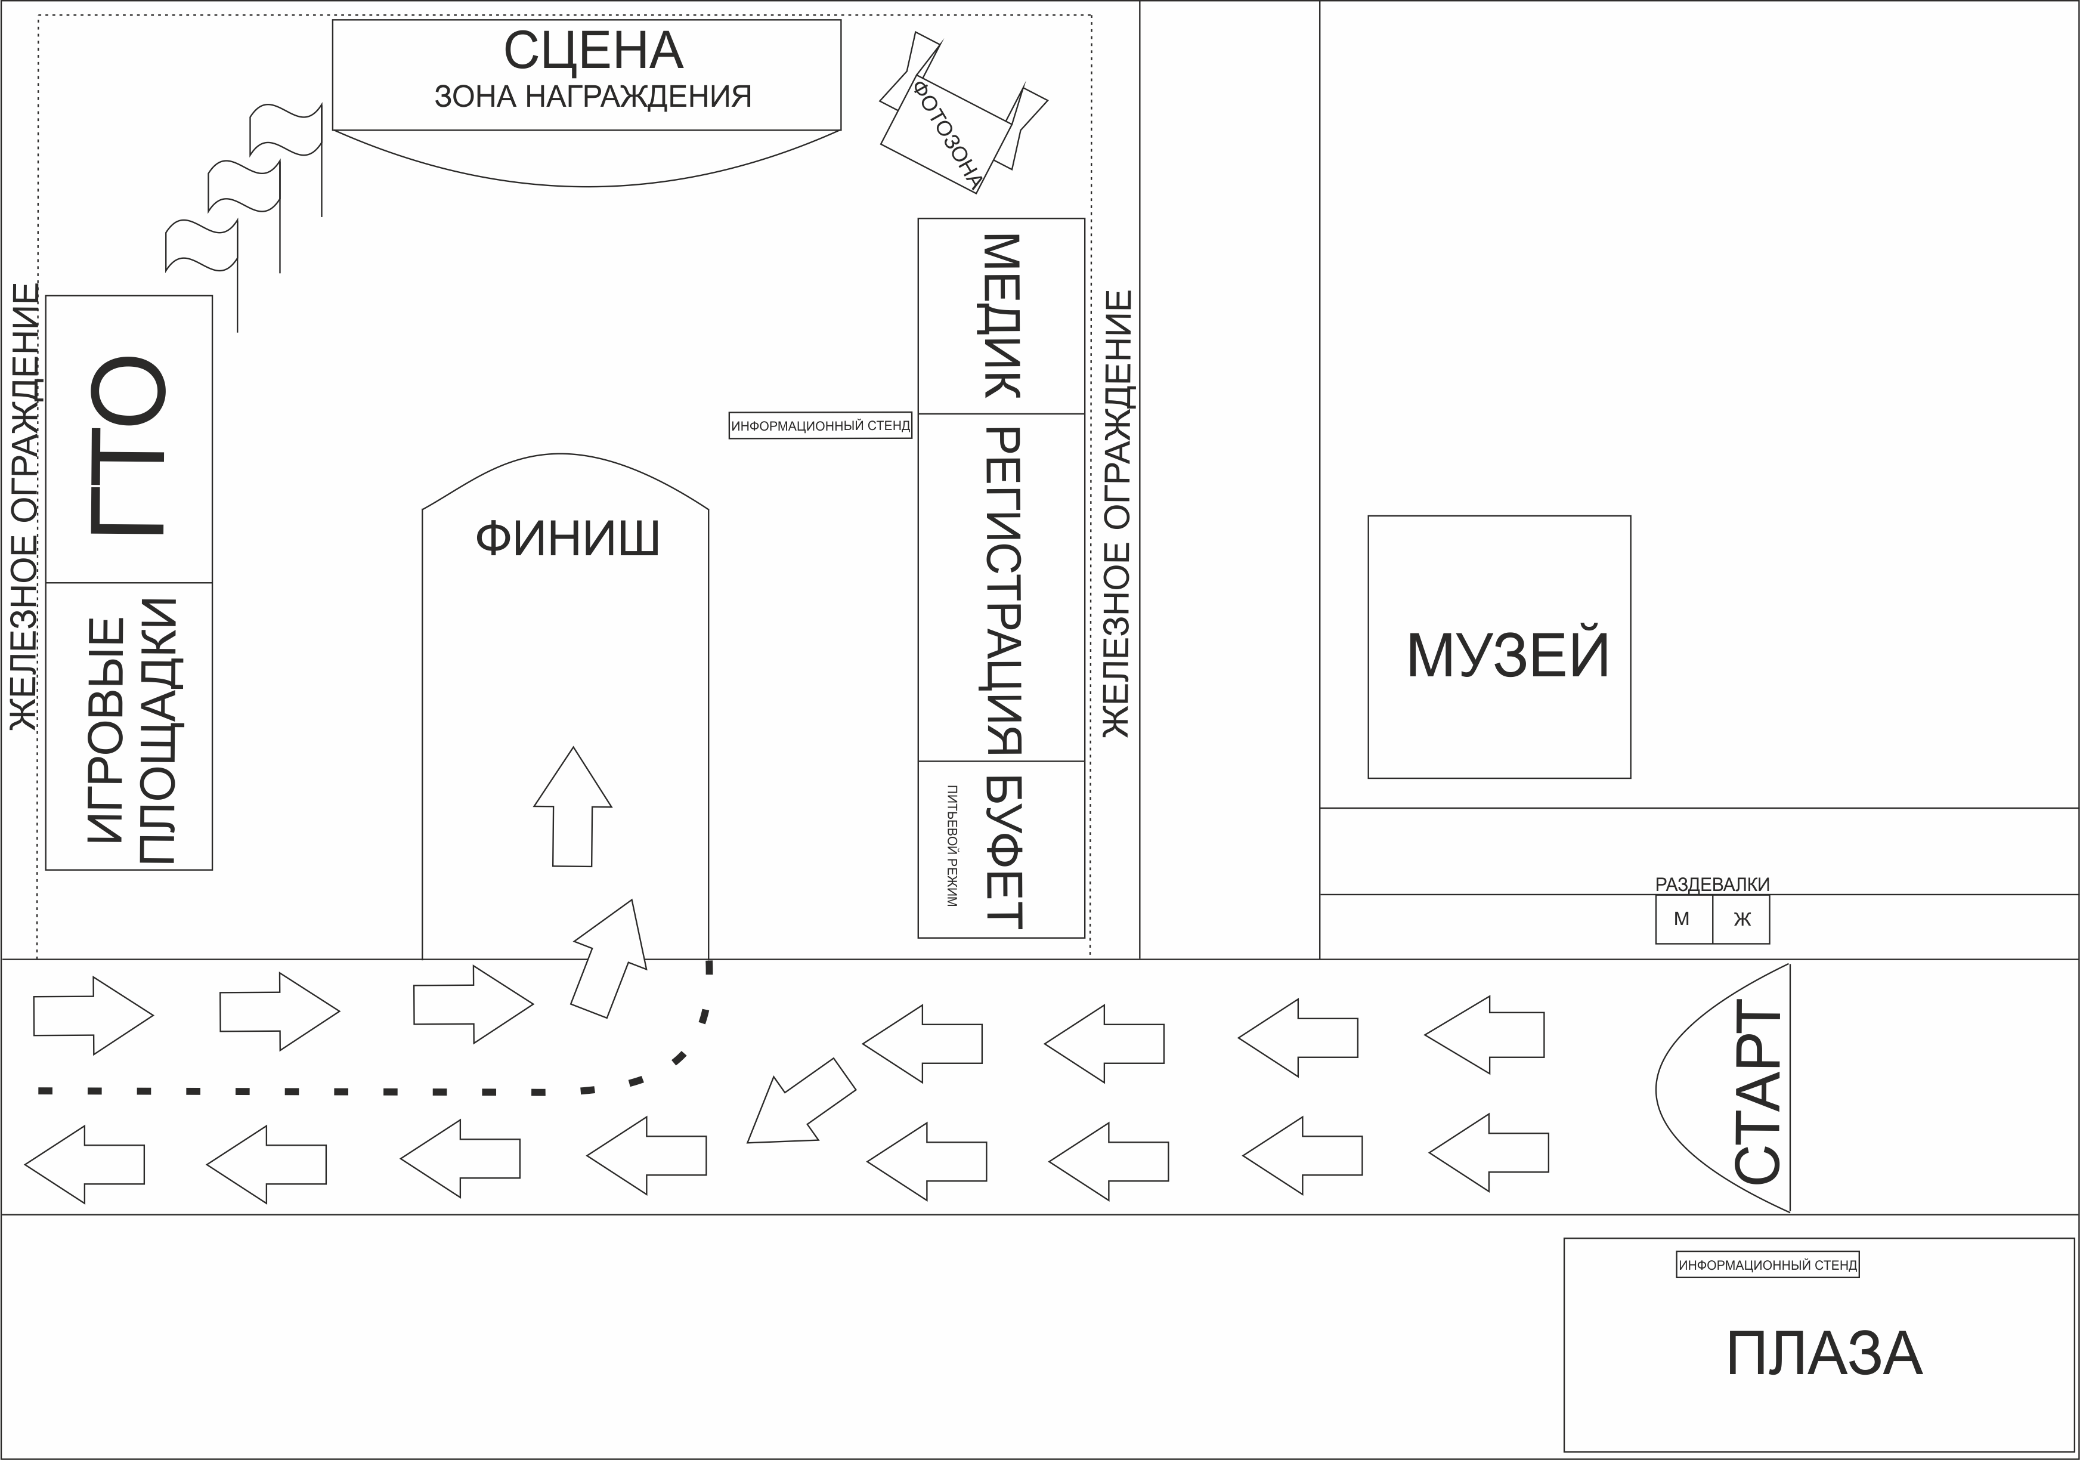 СЦЕНА
ЗОНА НАГРАЖДЕНИЯ
ФОТОЗОНА
ЖЕЛЕЗНОЕ ОГРАЖДЕНИЕ
ГТО
ИГРОВЫЕ
ПЛОЩАДКИ
ФИНИШ
ИНФОРМАЦИОННЫЙ СТЕНД
МЕДИК
РЕГИСТРАЦИЯ
БУФЕТ
ПИТЬЕВОЙ РЕЖИМ
ЖЕЛЕЗНОЕ ОГРАЖДЕНИЕ
МУЗЕЙ
РАЗДЕВАЛКИ
М Ж
СТАРТ
ИНФОРМАЦИОННЫЙ СТЕНД
ПЛАЗА